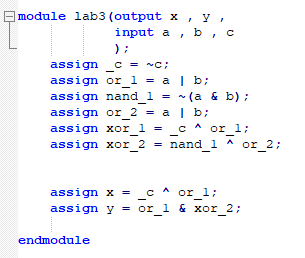 module lab3(output x , y ,
input a , b , c
);
assign _c = ~c;
assign or_1 = a | b;
assign nand_1 = ~(a & b);
assign or_2 = a | b;
assign xor_1 = _c ^ or_1;
assign xor_2 = nand_1 ^ or_2;
assign x = _c ^ or_1;
assign y = or_1 & xor_2;
endmodule